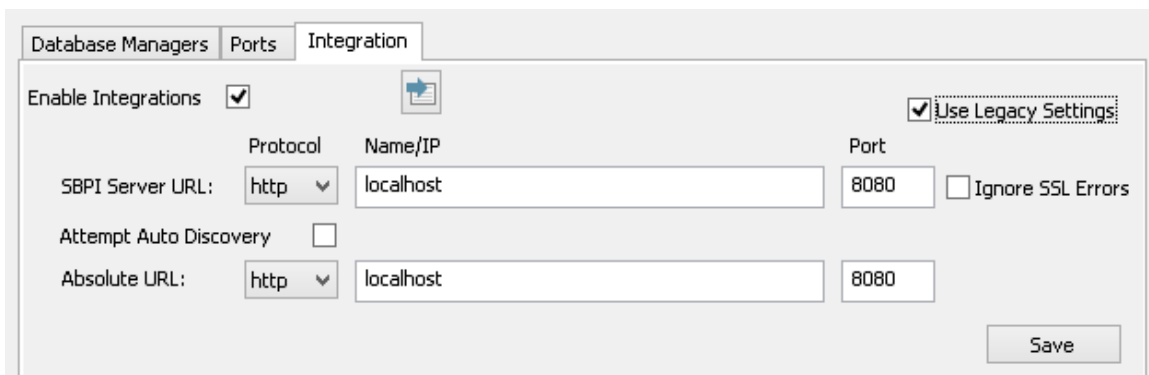 Database Managers Ports Integration
Enable Integrations
Use Legacy Settings
Protocol Name/IP Port
SBPI Server URL: http localhost 8080 Ignore SSL Errors
Attempt Auto Discovery
Absolute URL: http localhost 8080
Save